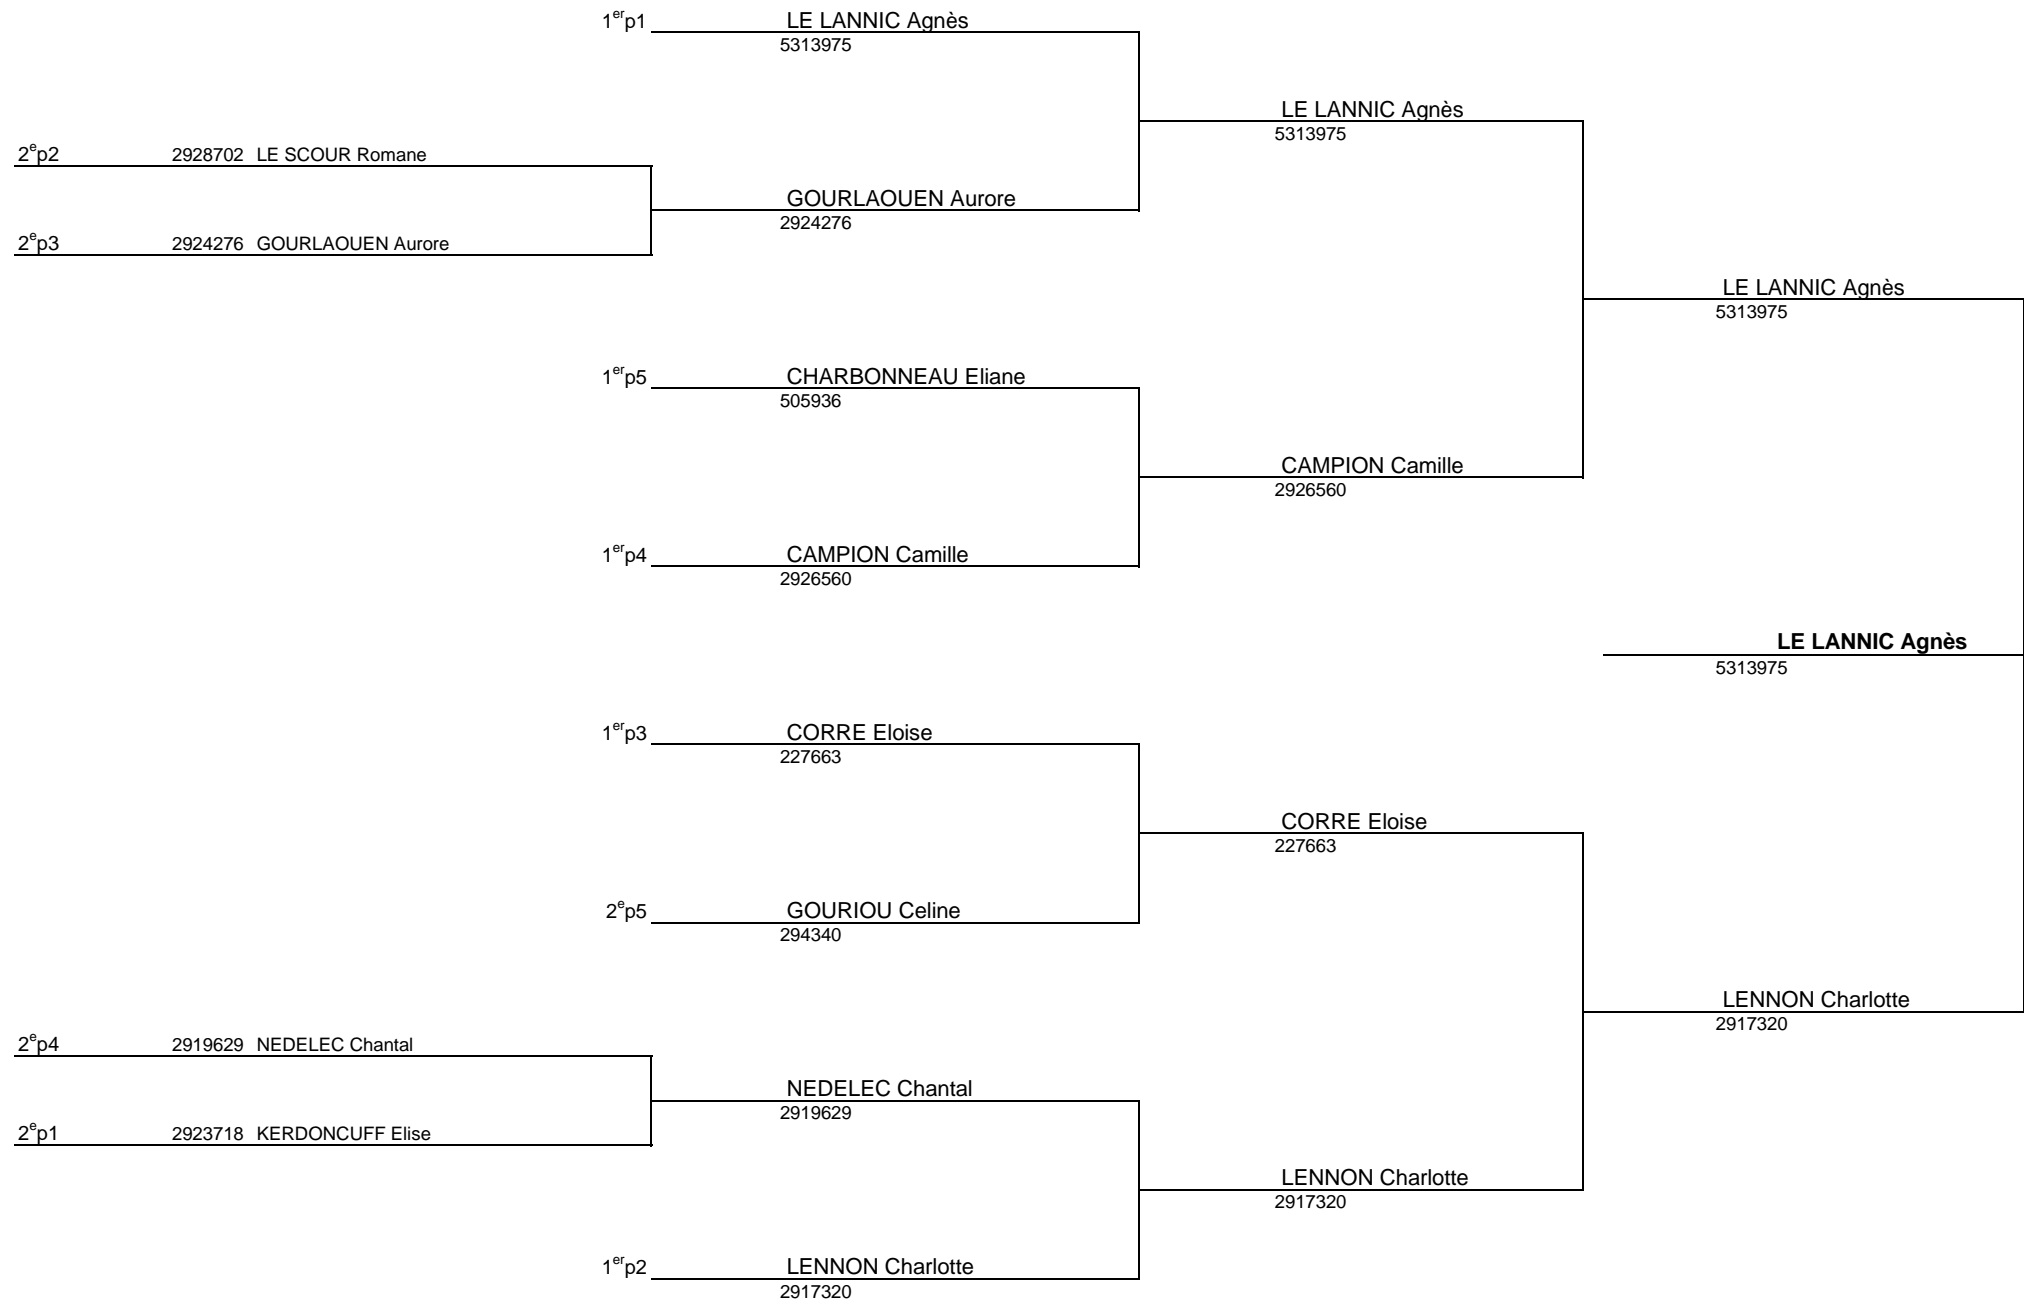 1erp1 LE LANNIC Agnès
5313975
LE LANNIC Agnès
5313975
2ep2 2928702 LE SCOUR Romane
GOURLAOUEN Aurore
2924276
2ep3 2924276 GOURLAOUEN Aurore
LE LANNIC Agnès
5313975
1erp5 CHARBONNEAU Eliane
505936
CAMPION Camille
2926560
1erp4 CAMPION Camille
2926560
LE LANNIC Agnès
5313975
1erp3 CORRE Eloise
227663
CORRE Eloise
227663
2ep5 GOURIOU Celine
294340
LENNON Charlotte
2917320
2ep4 2919629 NEDELEC Chantal
NEDELEC Chantal
2919629
2ep1 2923718 KERDONCUFF Elise
LENNON Charlotte
2917320
1erp2 LENNON Charlotte
2917320